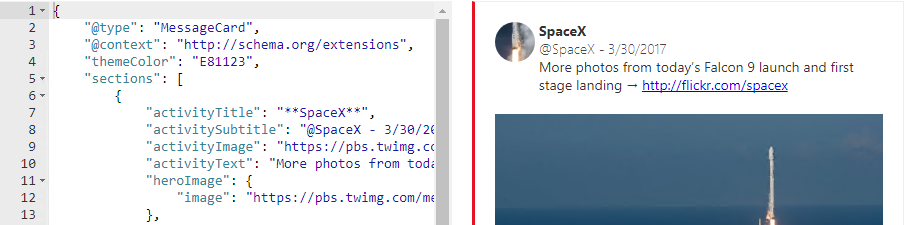 1 {
2 "@type": "MessageCard",
3 "@context": "http://schema.org/extensions",
4 "themeColor": "E81123",
5 "sections": [
6 {
7 "activityTitle": "**SpaceX**",
8 "activitySubtitle": "@SpaceX - 3/30/20
9 "activityImage": "https://pbs.twimg.co
10 "activityText": "More photos from toda
11 "heroImage": {
12 "image": "https://pbs.twimg.com/me
13 },
SpaceX
@SpaceX - 3/30/2017
More photos from today's Falcon 9 launch and first
stage landing → http://flickr.com/spacex